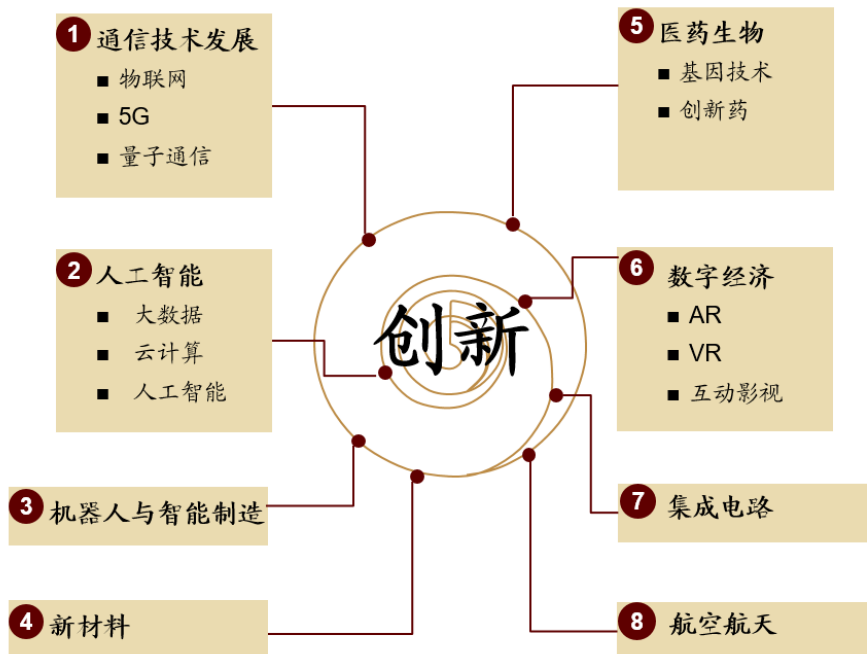 1 通信技术发展
■ 物联网
■ 5G
■ 量子通信
2 人工智能
■ 大数据
■ 云计算
■ 人工智能
3 机器人与智能制造
4 新材料
创新
5 医药生物
■ 基因技术
■ 创新药
6 数字经济
■ AR
■ VR
■ 互动影视
7 集成电路
8 航空航天